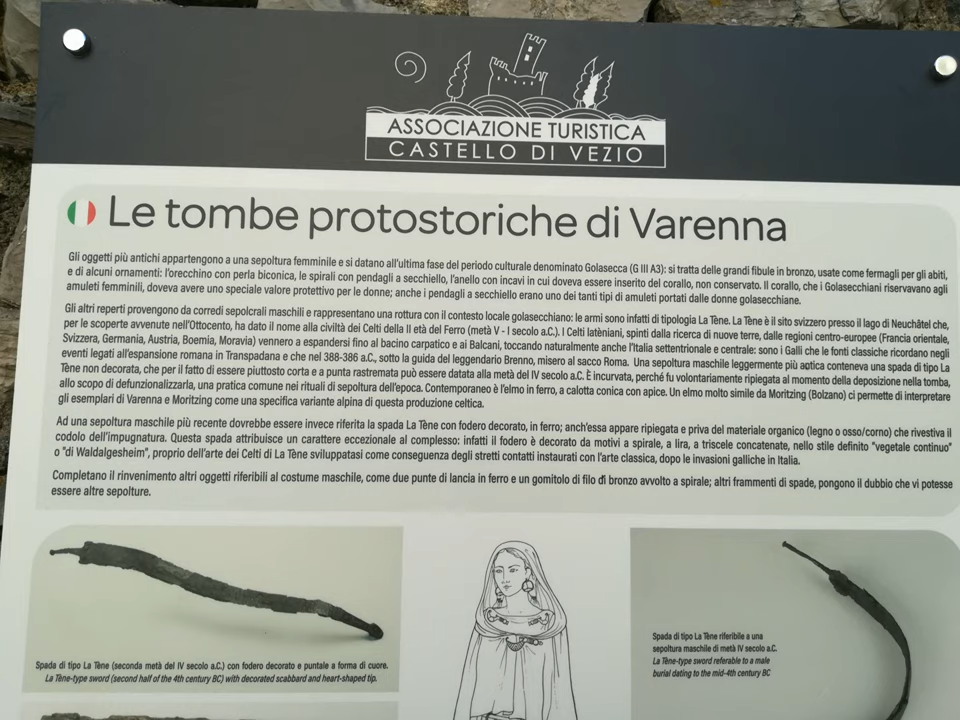 ASSOCIAZIONE TURISTICA
CASTELLO DI VEZIO
Le tombe protostoriche di Varenna
Gli oggetti più antichi appartengono a una sepoltura femminile e si datano all'ultima fase del periodo culturale denominato Golasecca (G III A3): si tratta delle grandi fibule in bronzo, usate come fermagli per gli abiti,
e di alcuni ornamenti: l'orecchino con perla biconica, le spirali con pendagli a secchiello, l'anello con incavi in cui doveva essere inserito del corallo, non conservato. Il corallo, che i Golasecchiani riservavano agli
amuleti femminili, doveva avere uno speciale valore protettivo per le donne; anche i pendagli a secchiello erano uno dei tanti tipi di amuleti portati dalle donne golasecchiane.
Gli altri reperti provengono da corredi sepolcrali maschili e rappresentano una rottura con il contesto locale golasecchiano: le armi sono infatti di tipologia La Tène. La Tène è il sito svizzero presso il lago di Neuchâtel che,
per le scoperte avvenute nell'Ottocento, ha dato il nome alla civiltà dei Celti della II età del Ferro (metà V - I secolo a.C.). I Celti latèniani, spinti dalla ricerca di nuove terre, dalle regioni centro-europee (Francia orientale,
Svizzera, Germania, Austria, Boemia, Moravia) vennero a espandersi fino al bacino carpatico e ai Balcani, toccando naturalmente anche l'Italia settentrionale e centrale: sono i Galli che le fonti classiche ricordano negli
eventi legati all'espansione romana in Transpadana e che nel 388-386 a.C., sotto la guida del leggendario Brenno, misero al sacco Roma. Una sepoltura maschile leggermente più antica conteneva una spada di tipo La
Tène non decorata, che per il fatto di essere piuttosto corta e a punta rastremata può essere datata alla metà del IV secolo a.C. È incurvata, perché fu volontariamente ripiegata al momento della deposizione nella tomba,
allo scopo di defunzionalizzarla, una pratica comune nei rituali di sepoltura dell'epoca. Contemporaneo è l'elmo in ferro, a calotta conica con apice. Un elmo molto simile da Moritzing (Bolzano) ci permette di interpretare
gli esemplari di Varenna e Moritzing come una specifica variante alpina di questa produzione celtica.
Ad una sepoltura maschile più recente dovrebbe essere invece riferita la spada La Tène con fodero decorato, in ferro; anch'essa appare ripiegata e priva del materiale organico (legno o osso/corno) che rivestiva il
codolo dell'impugnatura. Questa spada attribuisce un carattere eccezionale al complesso: infatti il fodero è decorato da motivi a spirale, a lira, a triscele concatenate, nello stile definito "vegetale continuo"
o "di Waldalgesheim", proprio dell'arte dei Celti di La Tène sviluppatasi come conseguenza degli stretti contatti instaurati con l'arte classica, dopo le invasioni galliche in Italia.
Completano il rinvenimento altri oggetti riferibili al costume maschile, come due punte di lancia in ferro e un gomitolo di filo di bronzo avvolto a spirale; altri frammenti di spade, pongono il dubbio che vi potesse
essere altre sepolture.
Spada di tipo La Tène (seconda metà del IV secolo a.C.) con fodero decorato e puntale a forma di cuore.
La Tène-type sword (second half of the 4th century BC) with decorated scabbard and heart-shaped tip.
Spada di tipo La Tène riferibile a una
sepoltura maschile di metà IV secolo a.C.
La Tène-type sword referable to a male
burial dating to the mid-4th century BC